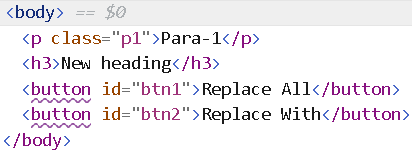 <body> == $0
<p class="p1">Para-1</p>
<h3>New heading</h3>
<button id="btn1">Replace All</button>
<button id="btn2">Replace With</button>
</body>